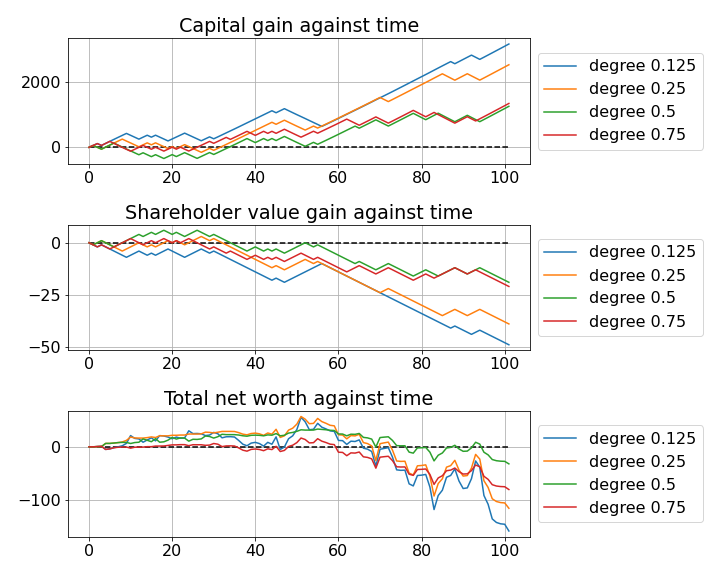 Capital gain against time
2000
0
0 20 40 60 80 100
degree 0.125
degree 0.25
degree 0.5
degree 0.75
Shareholder value gain against time
0
−25
−50
0 20 40 60 80 100
degree 0.125
degree 0.25
degree 0.5
degree 0.75
Total net worth against time
0
−100
0 20 40 60 80 100
degree 0.125
degree 0.25
degree 0.5
degree 0.75